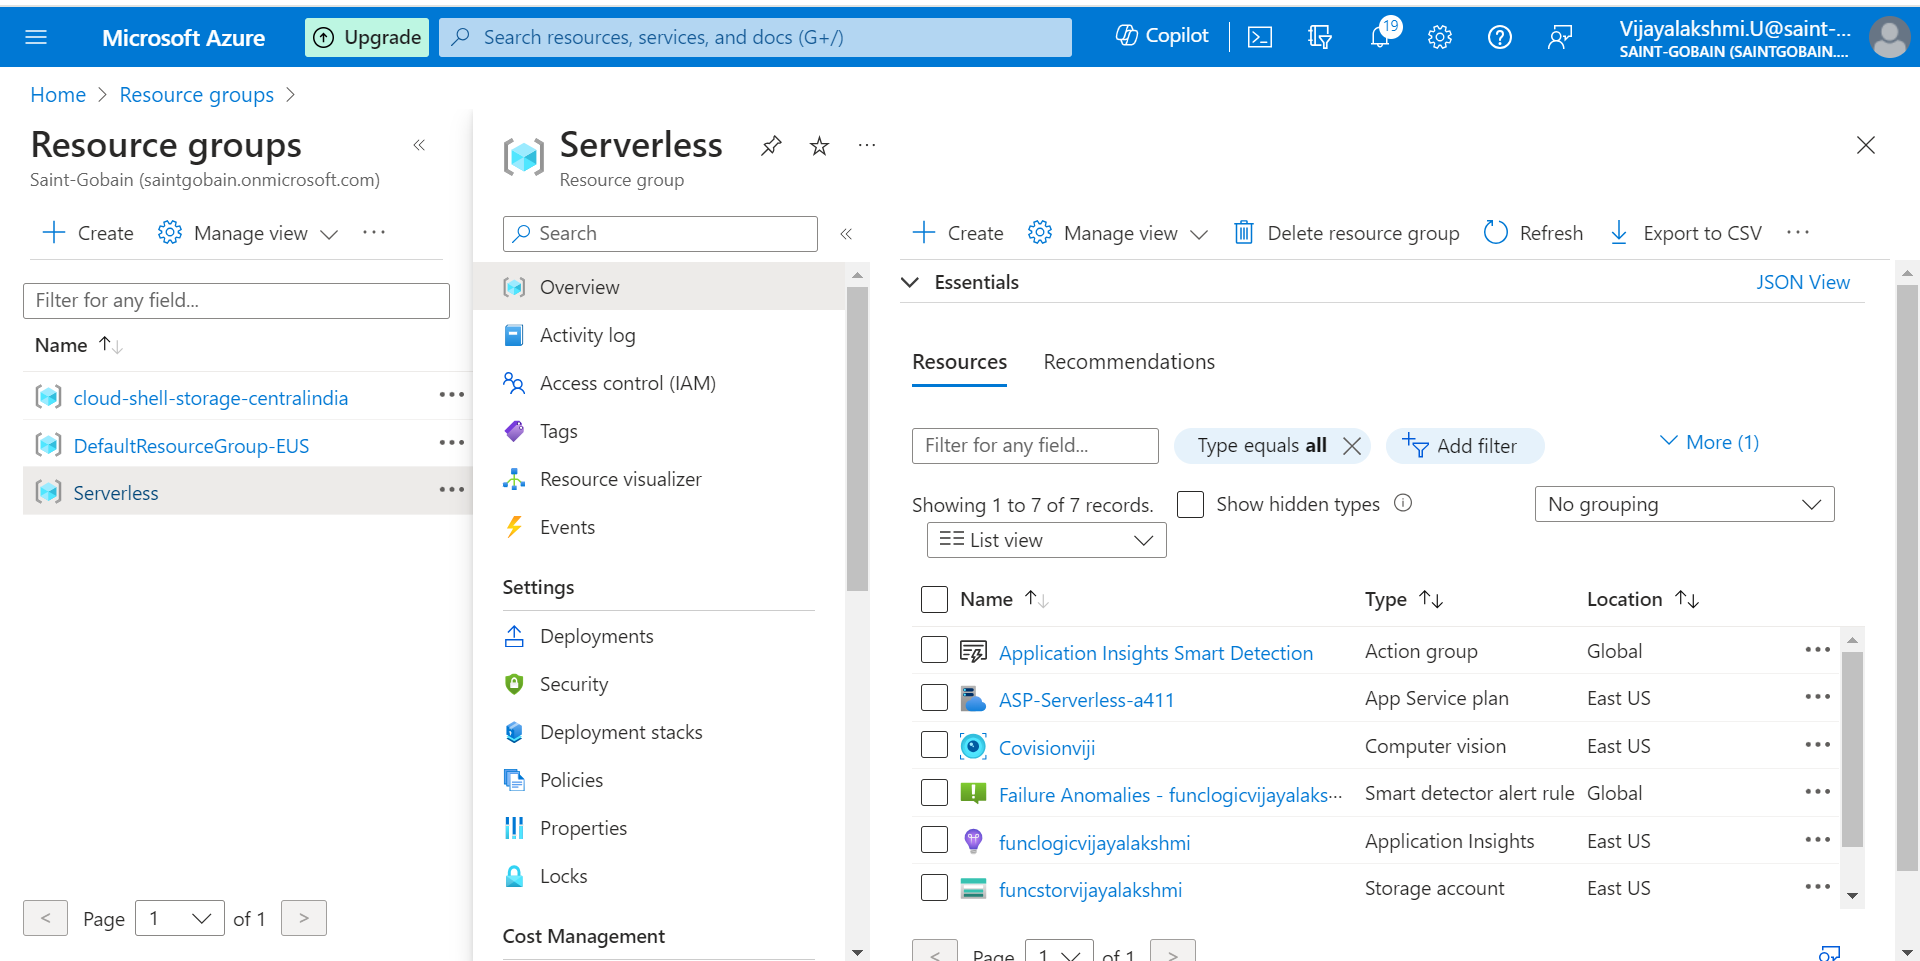 Microsoft Azure
Upgrade
Search resources, services, and docs (G+/)
Copilot
19
Vijayalakshmi.U@saint-...
SAINT-GOBAIN (SAINTGOBAIN....
Home > Resource groups >
Resource groups
Saint-Gobain (saintgobain.onmicrosoft.com)
Create
Manage view
...
Filter for any field...
Name
cloud-shell-storage-centralindia
DefaultResourceGroup-EUS
Serverless
< Page 1 of 1 >
Serverless
Resource group
Search
Overview
Activity log
Access control (IAM)
Tags
Resource visualizer
Events
Settings
Deployments
Security
Deployment stacks
Policies
Properties
Locks
Cost Management
Create
Manage view
Delete resource group
Refresh
Export to CSV
...
Essentials
JSON View
Resources
Recommendations
Filter for any field...
Type equals all
Add filter
More (1)
Showing 1 to 7 of 7 records.
Show hidden types
No grouping
List view
Name Type Location
Application Insights Smart Detection Action group Global
ASP-Serverless-a411 App Service plan East US
Covisionviji Computer vision East US
Failure Anomalies - funclogicvijayalaks... Smart detector alert rule Global
funclogicvijayalakshmi Application Insights East US
funcstorvijayalakshmi Storage account East US
< Page 1 of 1 >